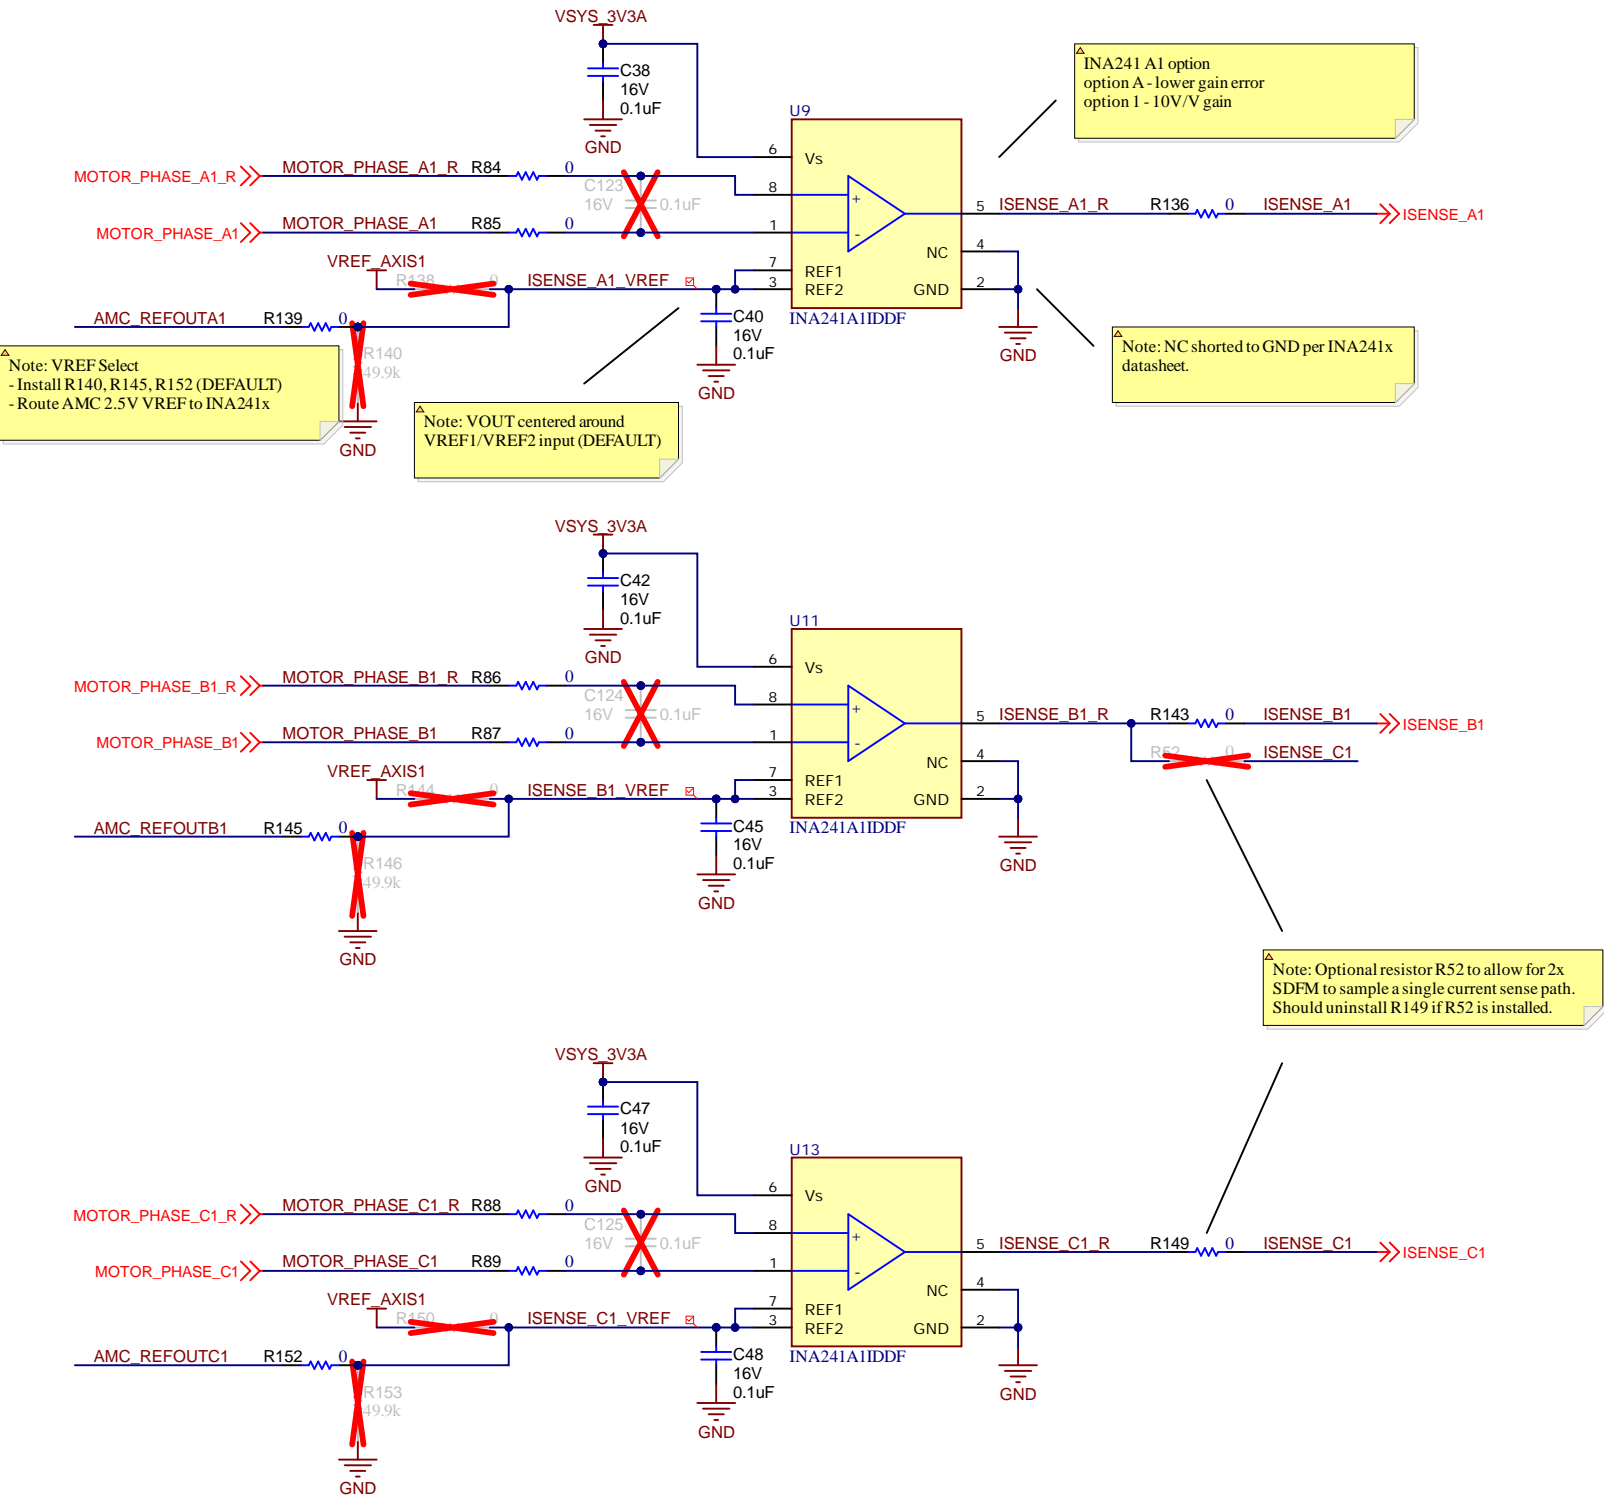 VSYS_3V3A
C38
16V
0.1uF
GND
INA241 A1 option
option A - lower gain error
option 1 - 10V/V gain
U9
6 Vs
MOTOR_PHASE_A1_R MOTOR_PHASE_A1_R R84 0
C123
16V 0.1uF
8 +
MOTOR_PHASE_A1 MOTOR_PHASE_A1 R85 0
1 -
5 ISENSE_A1_R R136 0 ISENSE_A1 ISENSE_A1
NC 4
VREF_AXIS1
R138 0
ISENSE_A1_VREF
7 REF1
3 REF2
GND 2
INA241A1IDDF
AMC_REFOUTA1 R139 0
C40
16V
0.1uF
GND
GND
R140
49.9k
GND
Note: VREF Select
- Install R140, R145, R152 (DEFAULT)
- Route AMC 2.5V VREF to INA241x
Note: VOUT centered around
VREF1/VREF2 input (DEFAULT)
Note: NC shorted to GND per INA241x
datasheet.
VSYS_3V3A
C42
16V
0.1uF
GND
U11
6 Vs
MOTOR_PHASE_B1_R MOTOR_PHASE_B1_R R86 0
C124
16V 0.1uF
8 +
MOTOR_PHASE_B1 MOTOR_PHASE_B1 R87 0
1 -
5 ISENSE_B1_R R143 0 ISENSE_B1 ISENSE_B1
R52 0 ISENSE_C1
NC 4
VREF_AXIS1
R144 0
ISENSE_B1_VREF
7 REF1
3 REF2
GND 2
INA241A1IDDF
AMC_REFOUTB1 R145 0
C45
16V
0.1uF
GND
GND
R146
49.9k
GND
Note: Optional resistor R52 to allow for 2x
SDFM to sample a single current sense path.
Should uninstall R149 if R52 is installed.
VSYS_3V3A
C47
16V
0.1uF
GND
U13
6 Vs
MOTOR_PHASE_C1_R MOTOR_PHASE_C1_R R88 0
C125
16V 0.1uF
8 +
MOTOR_PHASE_C1 MOTOR_PHASE_C1 R89 0
1 -
5 ISENSE_C1_R R149 0 ISENSE_C1 ISENSE_C1
NC 4
VREF_AXIS1
R150 0
ISENSE_C1_VREF
7 REF1
3 REF2
GND 2
INA241A1IDDF
AMC_REFOUTC1 R152 0
C48
16V
0.1uF
GND
GND
R153
49.9k
GND